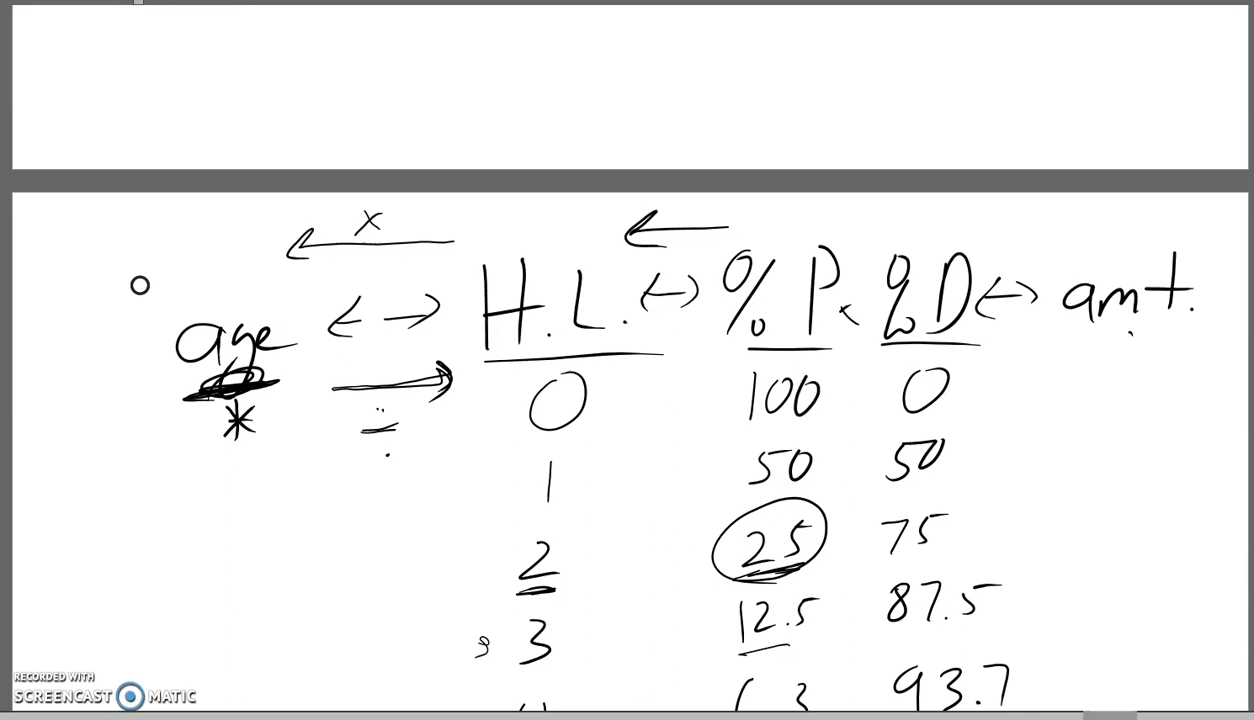 x
age <-> H.L. <-> %P %D <-> amt.
* ÷ 0 100 0
1 50 50
2 25 75
3 3 12.5 87.5
93.7
RECORDED WITH
SCREENCAST MATIC